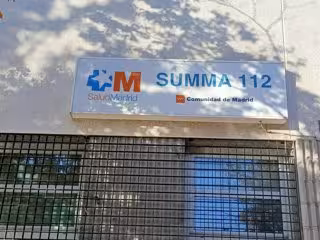 M
SaludMadrid
SUMMA 112
Comunidad de Madrid